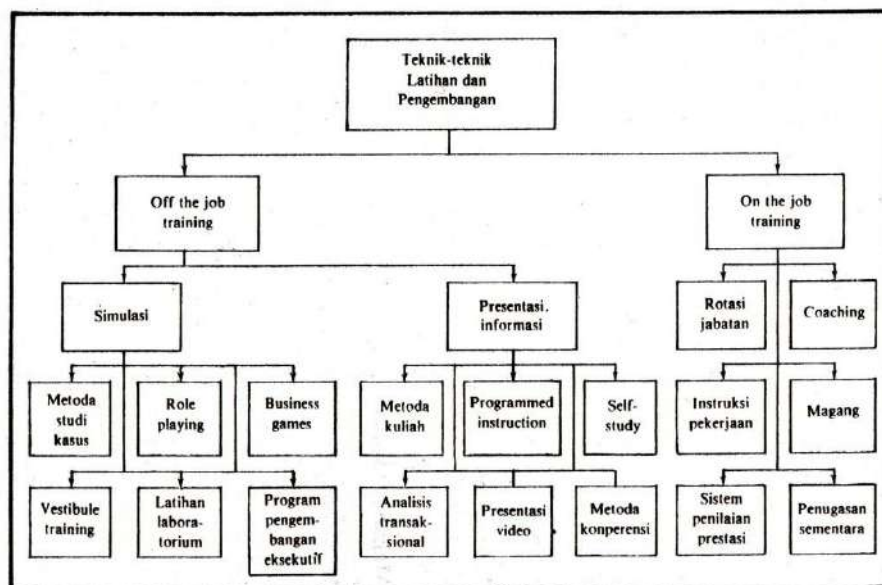 Teknik-teknik
Latihan dan
Pengembangan
Off the job
training
On the job
training
Simulasi
Presentasi.
informasi
Rotasi
jabatan
Coaching
Metoda
studi
kasus
Role
playing
Business
games
Metoda
kuliah
Programmed
instruction
Self-
study
Instruksi
pekerjaan
Magang
Vestibule
training
Latihan
labora-
torium
Program
pengem-
bangan
eksekutif
Analisis
transak-
sional
Presentasi
video
Metoda
konperensi
Sistem
penilaian
prestasi
Penugasan
sementara